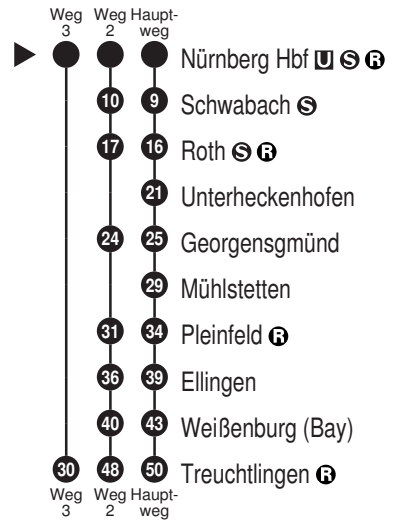 Weg Weg Haupt-
3 2 weg
Nürnberg Hbf U S R
10 9 Schwabach S
17 16 Roth S R
21 Unterheckenhofen
24 25 Georgensgmünd
29 Mühlstetten
31 34 Pleinfeld R
36 39 Ellingen
40 43 Weißenburg (Bay)
30 48 50 Treuchtlingen R
Weg Weg Haupt-
3 2 weg